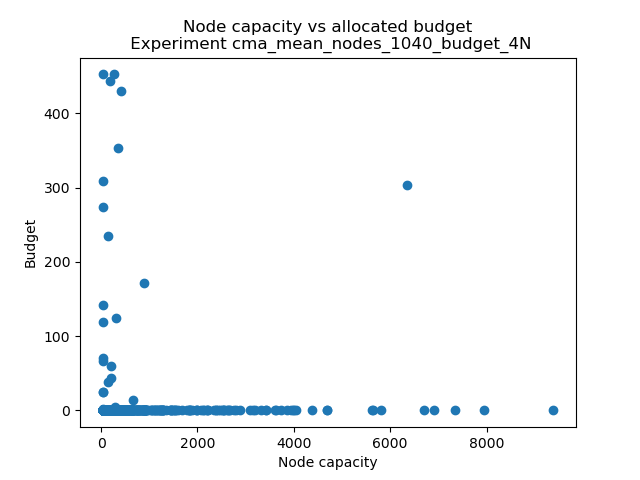 Node capacity vs allocated budget
Experiment cma_mean_nodes_1040_budget_4N
400
300
200
100
0
Budget
0 2000 4000 6000 8000
Node capacity